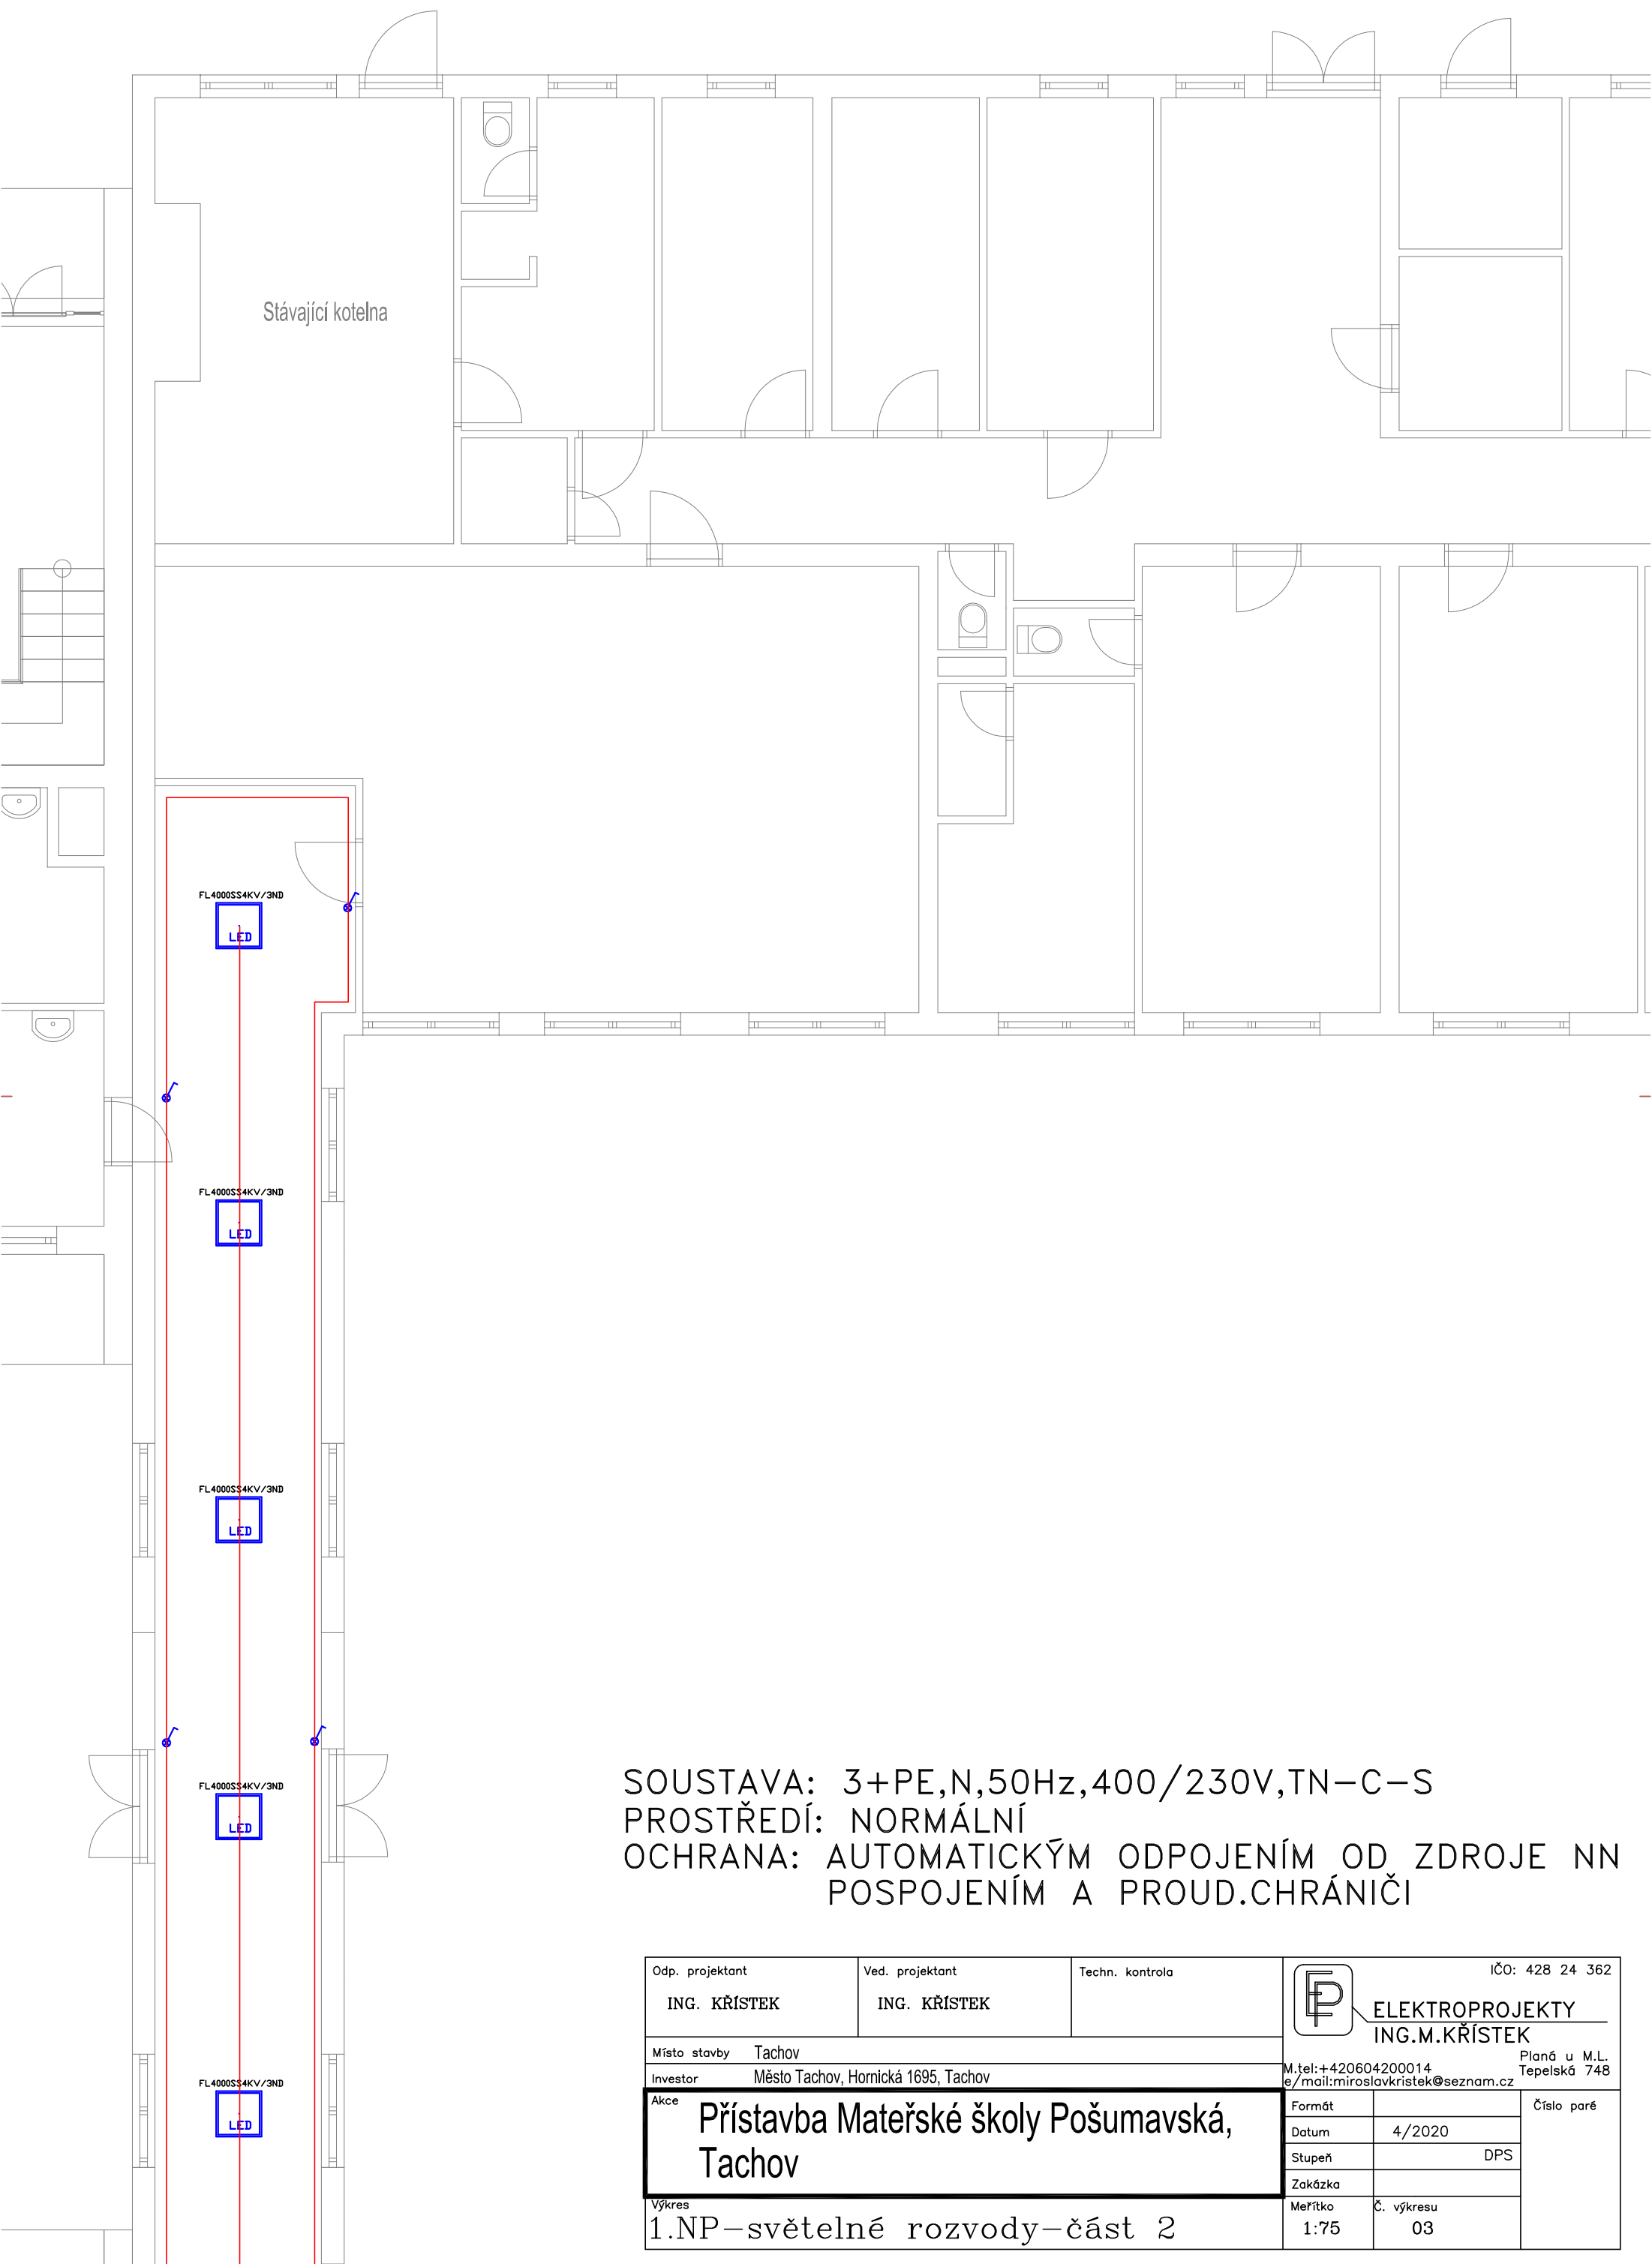 Stávající kotelna
FL4000SS4KV/3ND
LED
FL4000SS4KV/3ND
LED
FL4000SS4KV/3ND
LED
FL4000SS4KV/3ND
LED
FL4000SS4KV/3ND
LED
SOUSTAVA: 3+PE,N,50Hz,400/230V,TN-C-S
PROSTŘEDÍ: NORMÁLNÍ
OCHRANA: AUTOMATICKÝM ODPOJENÍM OD ZDROJE NN
POSPOJENÍM A PROUD.CHRÁNIČI
Odp. projektant
ING. KŘÍSTEK
Ved. projektant
ING. KŘÍSTEK
Techn. kontrola
EP
IČO: 428 24 362
ELEKTROPROJEKTY
ING.M.KŘÍSTEK
Planá u M.L.
M.tel:+420604200014
Tepelská 748
e/mail:miroslavkristek@seznam.cz
Místo stavby Tachov
Investor Město Tachov, Hornická 1695, Tachov
Akce
Přístavba Mateřské školy Pošumavská,
Tachov
Formát
Číslo paré
Datum 4/2020
Stupeň DPS
Zakázka
Výkres
1.NP-světelné rozvody-část 2
Meřítko
1:75
Č. výkresu
03